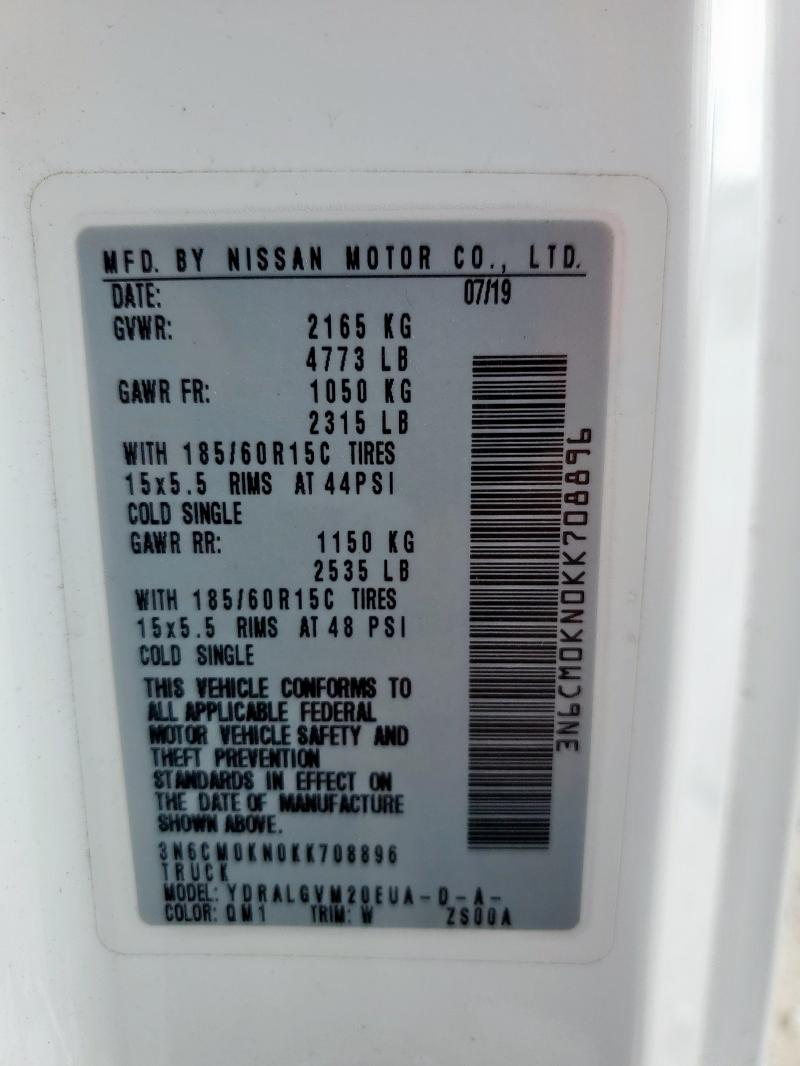 MFD. BY NISSAN MOTOR CO., LTD.
DATE: 07/19
GVWR: 2165 KG
4773 LB
GAWR FR: 1050 KG
2315 LB
WITH 185/60R15C TIRES
15x5.5 RIMS AT 44PSI
COLD SINGLE
GAWR RR: 1150 KG
2535 LB
WITH 185/60R15C TIRES
15x5.5 RIMS AT 48 PSI
COLD SINGLE
THIS VEHICLE CONFORMS TO
ALL APPLICABLE FEDERAL
MOTOR VEHICLE SAFETY AND
THEFT PREVENTION
STANDARDS IN EFFECT ON
THE DATE OF MANUFACTURE
SHOWN ABOVE.
3N6CM0KN0KK708896
TRUCK
MODEL: YDRALGVM20EUA-D-A-
COLOR: QM1 TRIM: W ZS00A
3N6CM0KN0KK708896